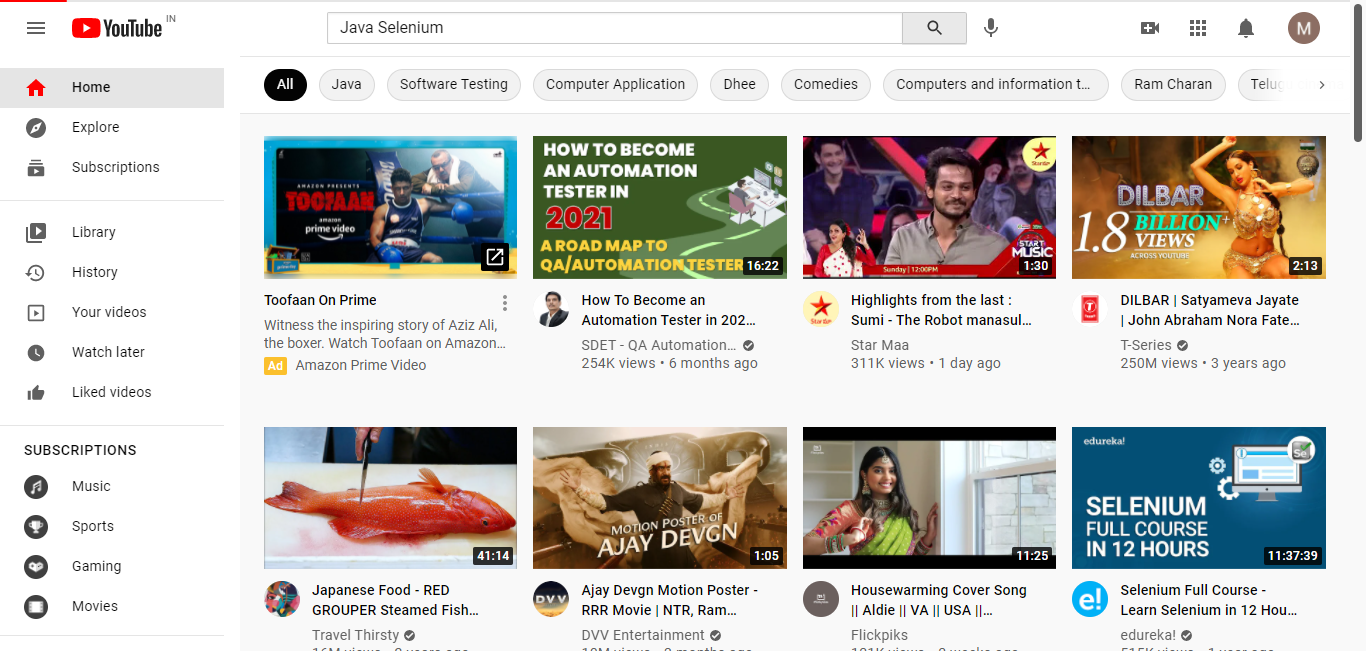 YouTube IN
Java Selenium
M
Home
Explore
Subscriptions
Library
History
Your videos
Watch later
Liked videos
SUBSCRIPTIONS
Music
Sports
Gaming
Movies
All
Java
Software Testing
Computer Application
Dhee
Comedies
Computers and information t...
Ram Charan
AMAZON PRESENTS
TOOFAAN
amazon
prime video
Toofaan On Prime
Witness the inspiring story of Aziz Ali,
the boxer. Watch Toofaan on Amazon...
Ad Amazon Prime Video
HOW TO BECOME
AN AUTOMATION
TESTER IN
2021
A ROAD MAP TO
QA/AUTOMATION TESTER
16:22
How To Become an
Automation Tester in 202...
SDET - QA Automation...
254K views • 6 months ago
START
MUSIC
Sunday | 12:00PM
1:30
Highlights from the last :
Sumi - The Robot manasul...
Star Maa
311K views • 1 day ago
DILBAR
1.8 BILLION+
VIEWS
ACROSS YOUTUBE
2:13
DILBAR | Satyameva Jayate
| John Abraham Nora Fate...
T-Series
250M views • 3 years ago
41:14
Japanese Food - RED
GROUPER Steamed Fish...
Travel Thirsty
MOTION POSTER OF
AJAY DEVGN
1:05
DVV
Ajay Devgn Motion Poster -
RRR Movie | NTR, Ram...
DVV Entertainment
11:25
Housewarming Cover Song
|| Aldie || VA || USA ||...
Flickpiks
edureka!
Se
SELENIUM
FULL COURSE
IN 12 HOURS
11:37:39
e!
Selenium Full Course -
Learn Selenium in 12 Hou...
edureka!